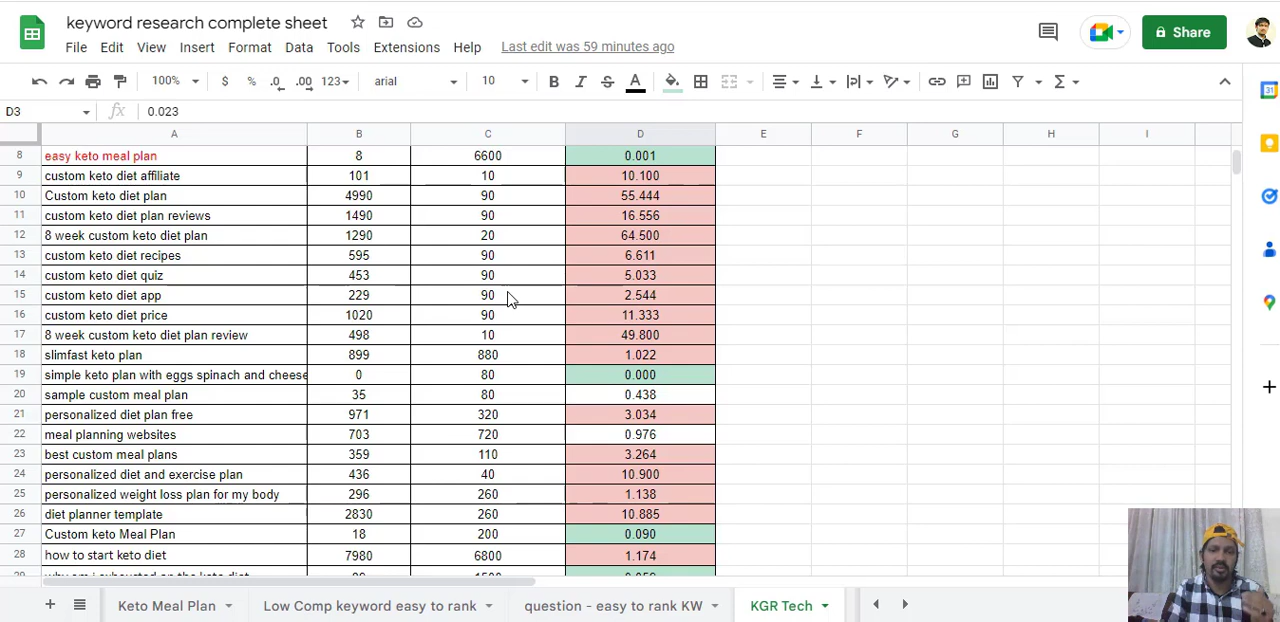 keyword research complete sheet
File Edit View Insert Format Data Tools Extensions Help Last edit was 59 minutes ago
Share
100% $ % .0 .00 123 arial 10 B I S A Σ
31
D3 fx 0.023
A B C D E F G H I
8 easy keto meal plan 8 6600 0.001
9 custom keto diet affiliate 101 10 10.100
10 Custom keto diet plan 4990 90 55.444
11 custom keto diet plan reviews 1490 90 16.556
12 8 week custom keto diet plan 1290 20 64.500
13 custom keto diet recipes 595 90 6.611
14 custom keto diet quiz 453 90 5.033
15 custom keto diet app 229 90 2.544
16 custom keto diet price 1020 90 11.333
17 8 week custom keto diet plan review 498 10 49.800
18 slimfast keto plan 899 880 1.022
19 simple keto plan with eggs spinach and cheese 0 80 0.000
20 sample custom meal plan 35 80 0.438
21 personalized diet plan free 971 320 3.034
22 meal planning websites 703 720 0.976
23 best custom meal plans 359 110 3.264
24 personalized diet and exercise plan 436 40 10.900
25 personalized weight loss plan for my body 296 260 1.138
26 diet planner template 2830 260 10.885
27 Custom keto Meal Plan 18 200 0.090
28 how to start keto diet 7980 6800 1.174
Keto Meal Plan Low Comp keyword easy to rank question - easy to rank KW KGR Tech